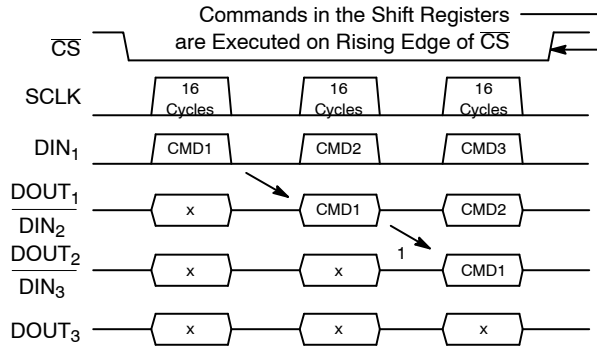 Commands in the Shift Registers
are Executed on Rising Edge of CS
CS
SCLK
16 Cycles
16 Cycles
16 Cycles
DIN1
CMD1
CMD2
CMD3
DOUT1
DIN2
x
CMD1
CMD2
DOUT2
DIN3
x
x
1
CMD1
DOUT3
x
x
x